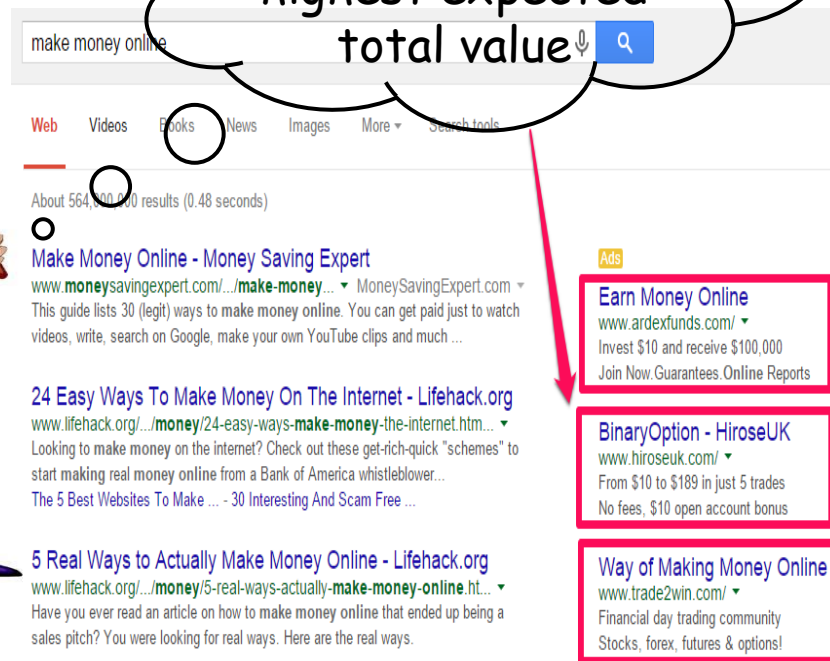 highest expected
total value
make money online
Web Videos Books News Images More Search tools
About 564,000,000 results (0.48 seconds)
Make Money Online - Money Saving Expert
www.moneysavingexpert.com/.../make-money... MoneySavingExpert.com
This guide lists 30 (legit) ways to make money online. You can get paid just to watch
videos, write, search on Google, make your own YouTube clips and much ...
24 Easy Ways To Make Money On The Internet - Lifehack.org
www.lifehack.org/.../money/24-easy-ways-make-money-the-internet.htm...
Looking to make money on the internet? Check out these get-rich-quick "schemes" to
start making real money online from a Bank of America whistleblower...
The 5 Best Websites To Make ... - 30 Interesting And Scam Free ...
5 Real Ways to Actually Make Money Online - Lifehack.org
www.lifehack.org/.../money/5-real-ways-actually-make-money-online.ht...
Have you ever read an article on how to make money online that ended up being a
sales pitch? You were looking for real ways. Here are the real ways.
Ads
Earn Money Online
www.ardexfunds.com/
Invest $10 and receive $100,000
Join Now.Guarantees.Online Reports
BinaryOption - HiroseUK
www.hiroseuk.com/
From $10 to $189 in just 5 trades
No fees, $10 open account bonus
Way of Making Money Online
www.trade2win.com/
Financial day trading community
Stocks, forex, futures & options!